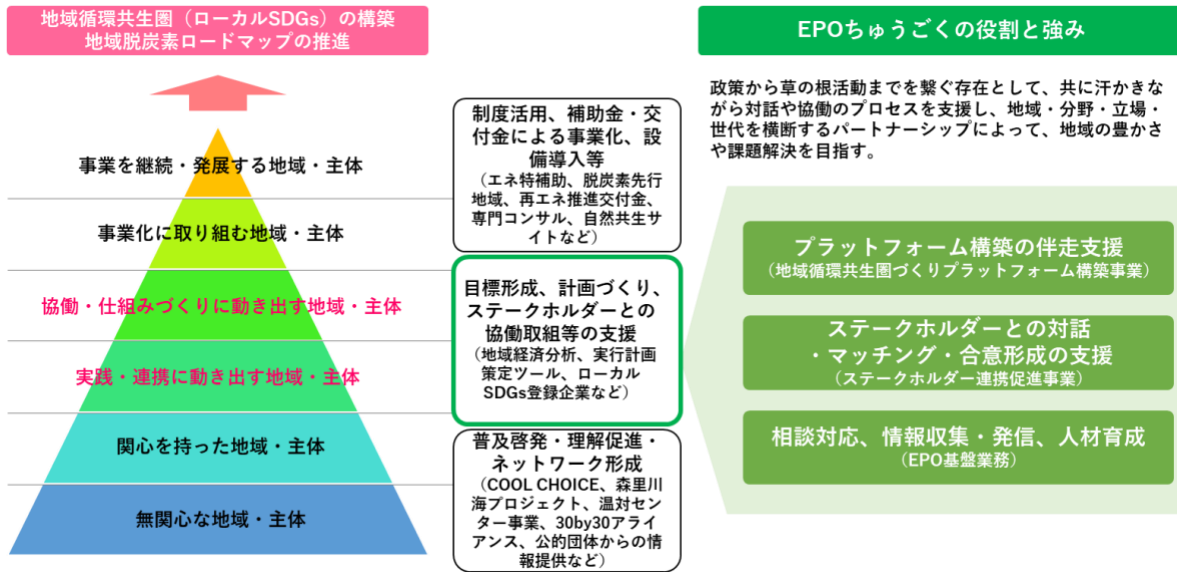 地域循環共生圏（ローカルSDGs）の構築
地域脱炭素ロードマップの推進
事業を継続・発展する地域・主体
事業化に取り組む地域・主体
協働・仕組みづくりに動き出す地域・主体
実践・連携に動き出す地域・主体
関心を持った地域・主体
無関心な地域・主体
制度活用、補助金・交
付金による事業化、設
備導入等
（エネ特補助、脱炭素先行
地域、再エネ推進交付金、
専門コンサル、自然共生サ
イトなど）
目標形成、計画づくり、
ステークホルダーとの
協働取組等の支援
（地域経済分析、実行計画
策定ツール、ローカル
SDGs登録企業など）
普及啓発・理解促進・
ネットワーク形成
（COOL CHOICE、森里川
海プロジェクト、温対セン
ター事業、30by30アライ
アンス、公的団体からの情
報提供など）
EPOちゅうごくの役割と強み
政策から草の根活動までを繋ぐ存在として、共に汗かきな
がら対話や協働のプロセスを支援し、地域・分野・立場・
世代を横断するパートナーシップによって、地域の豊かさ
や課題解決を目指す。
プラットフォーム構築の伴走支援
（地域循環共生圏づくりプラットフォーム構築事業）
ステークホルダーとの対話
・マッチング・合意形成の支援
（ステークホルダー連携促進事業）
相談対応、情報収集・発信、人材育成
（EPO基盤業務）